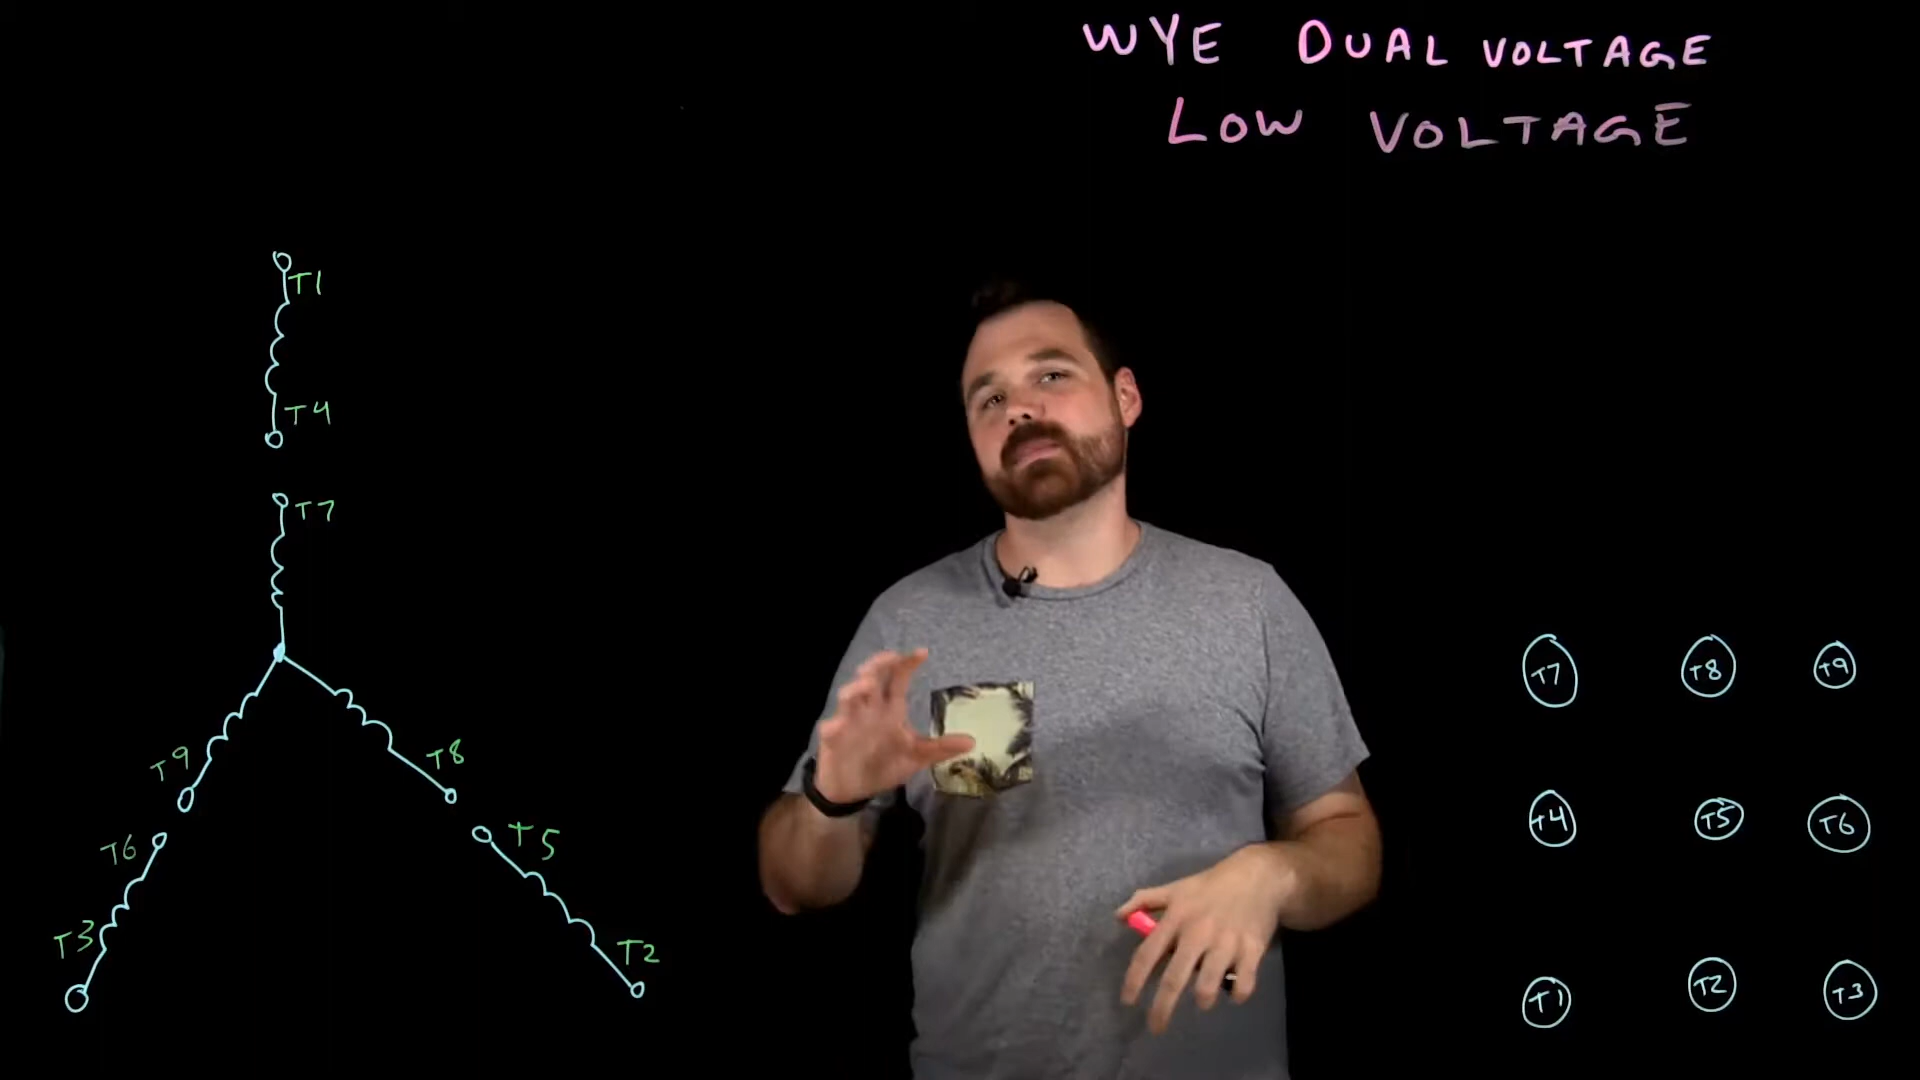 WYE DUAL VOLTAGE
LOW VOLTAGE
T1
T4
T7
T9
T8
T6
T5
T3
T2
T7 T8 T9
T4 T5 T6
T1 T2 T3